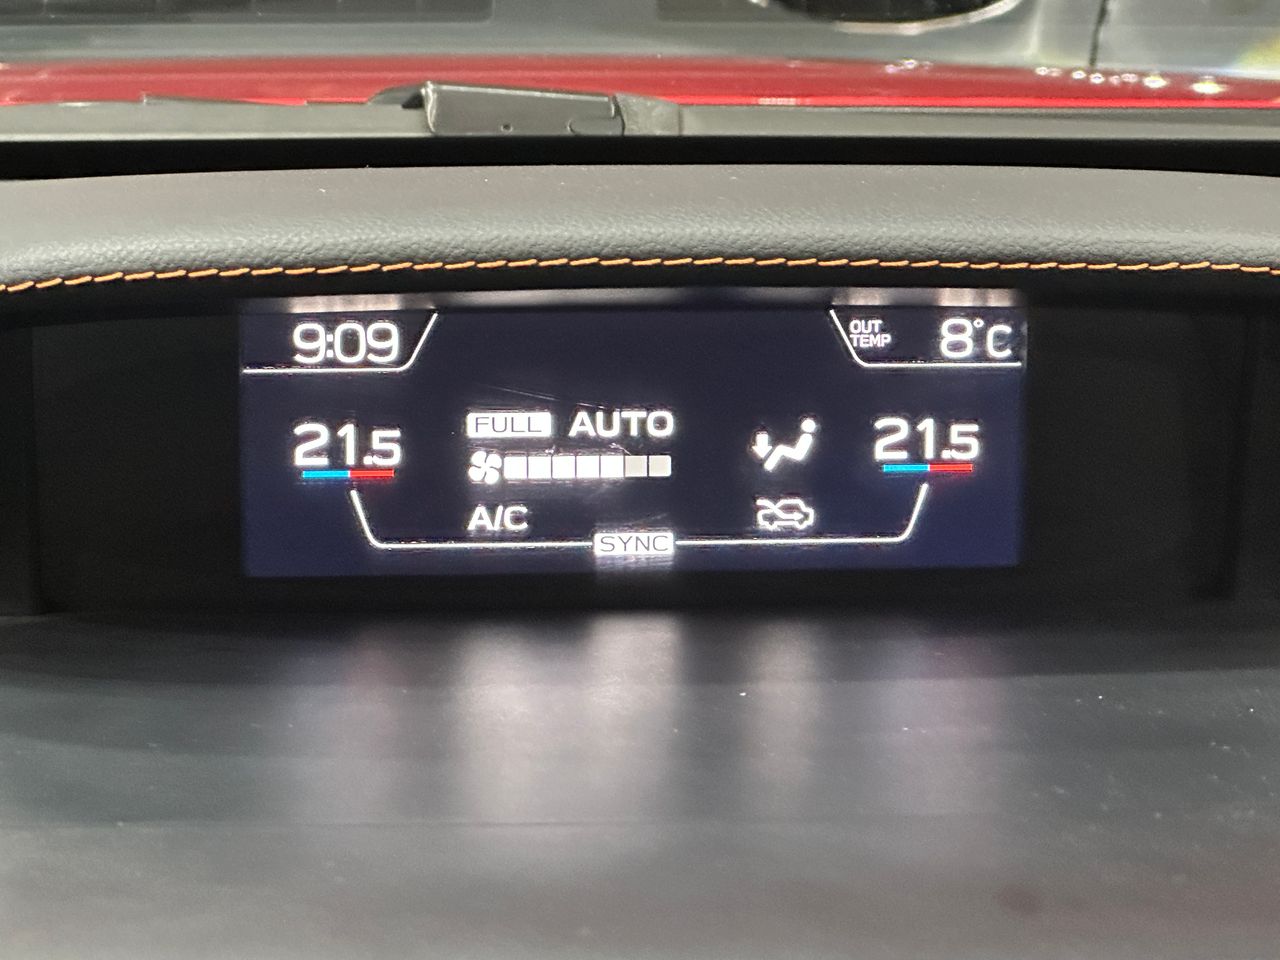 9:09
OUT TEMP 8°C
21.5
FULL AUTO
21.5
A/C
SYNC